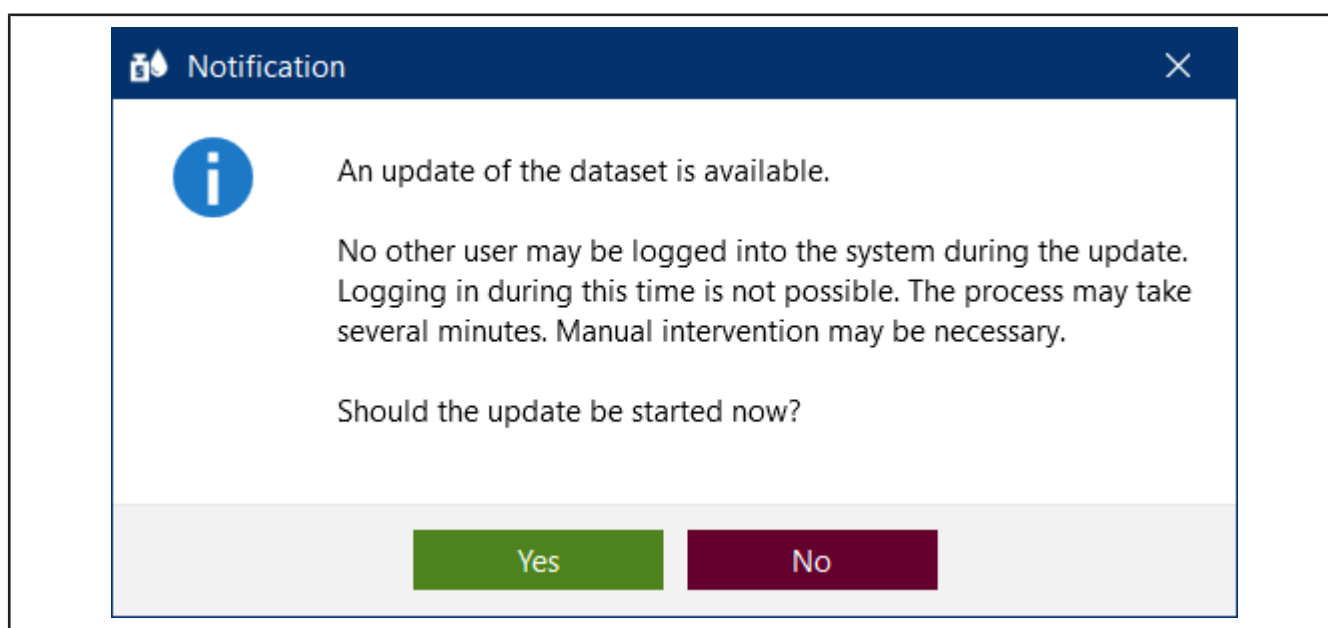 Notification
An update of the dataset is available.
No other user may be logged into the system during the update.
Logging in during this time is not possible. The process may take
several minutes. Manual intervention may be necessary.
Should the update be started now?
Yes
No